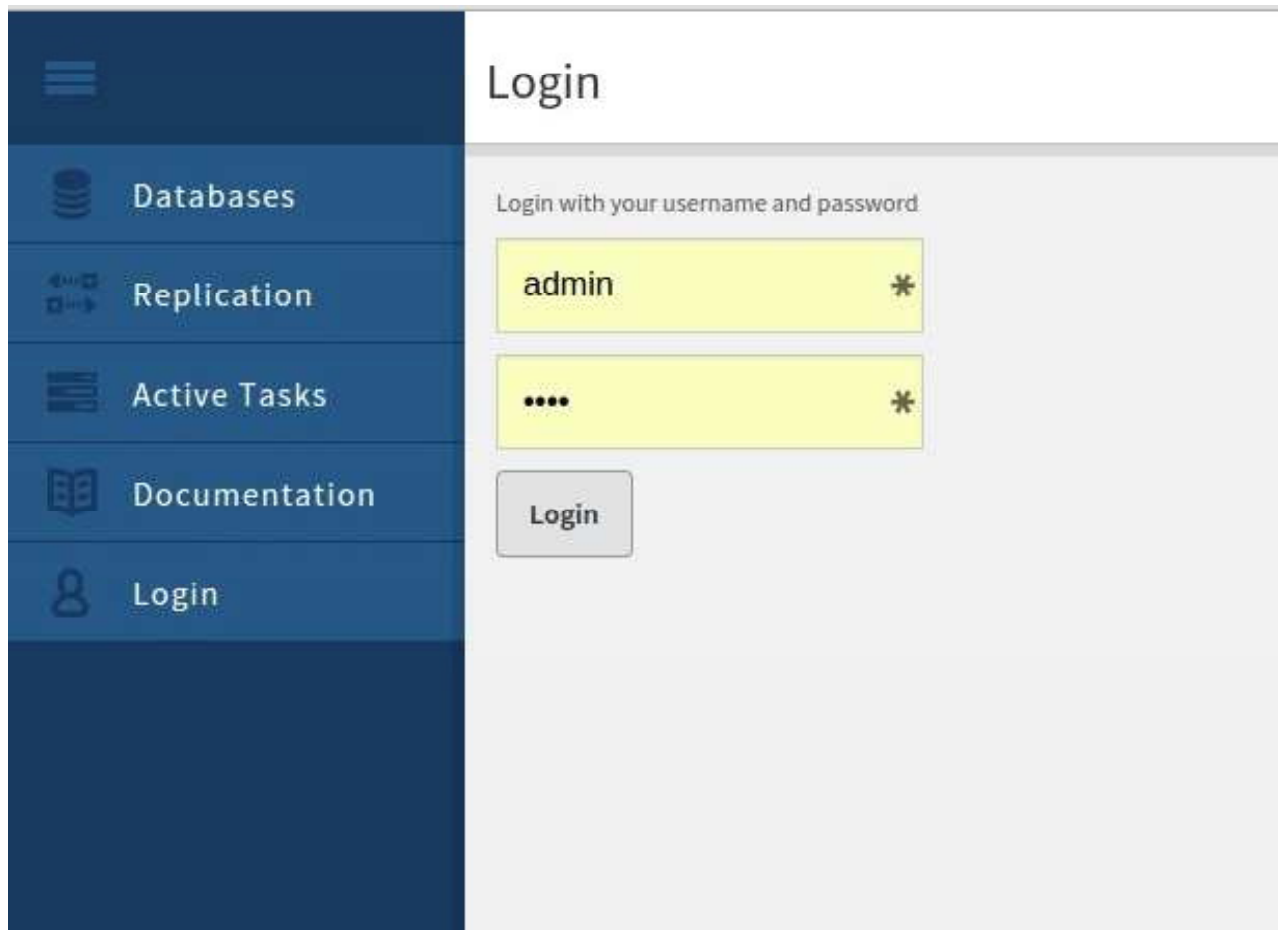 Login
Databases
Replication
Active Tasks
Documentation
Login
Login with your username and password
admin
••••
Login